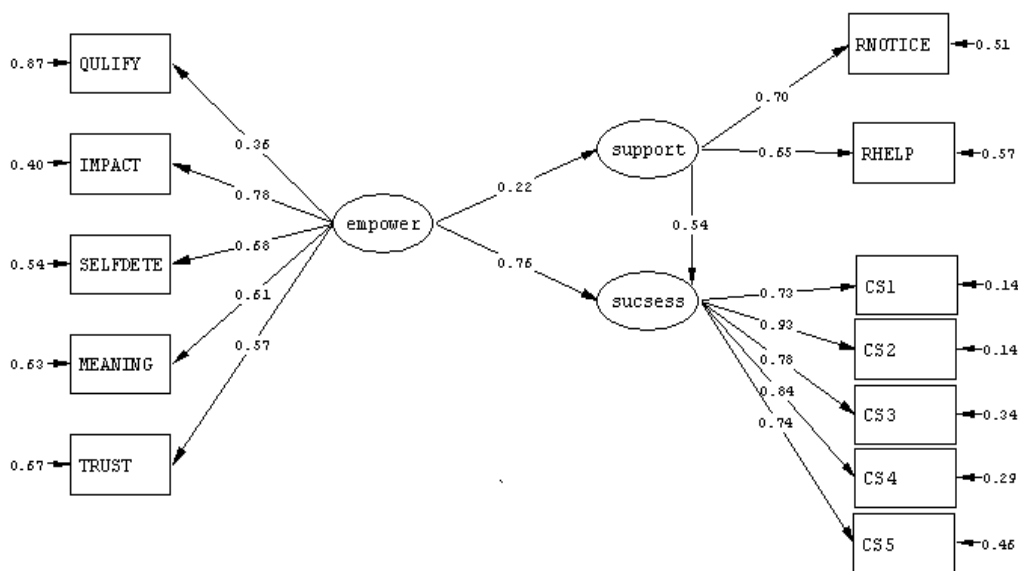 0.87
QULIFY
0.36
0.40
IMPACT
0.78
0.54
SELFDETE
0.68
0.63
MEANING
0.61
0.67
TRUST
0.57
empower
0.22
0.76
support
0.54
sucsess
0.70
RNOTICE
0.51
0.65
RHELP
0.57
0.73
CS1
0.14
0.93
CS2
0.14
0.78
CS3
0.34
0.84
CS4
0.29
0.74
CS5
0.46